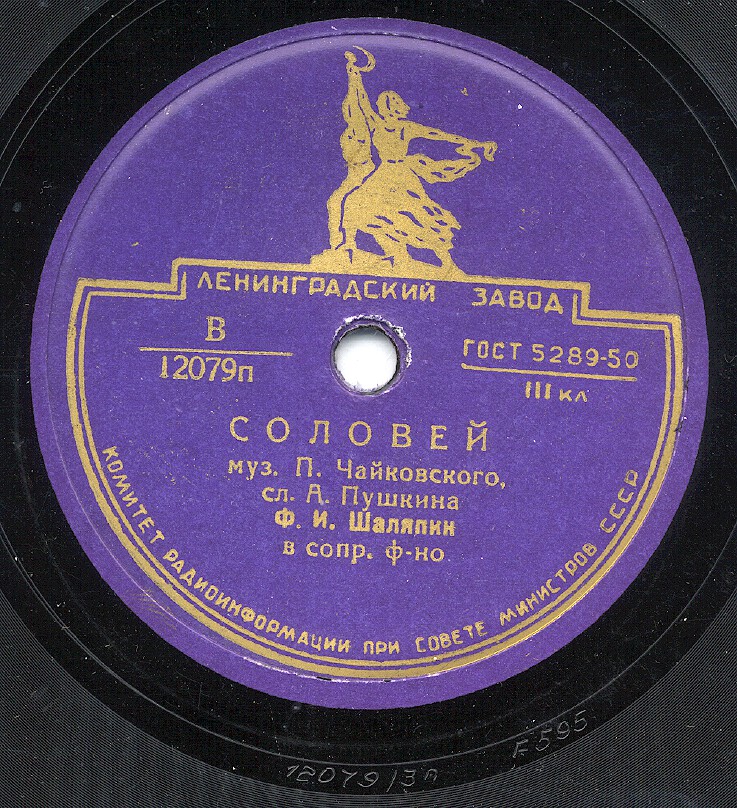 ЛЕНИНГРАДСКИЙ ЗАВОД
В
12079п
ГОСТ 5289-50
III кл
СОЛОВЕЙ
муз. П. Чайковского,
сл. А. Пушкина
Ф. И. Шаляпин
в сопр. ф-но
КОМИТЕТ РАДИОИНФОРМАЦИИ ПРИ СОВЕТЕ МИНИСТРОВ СССР
12079/3п
F595